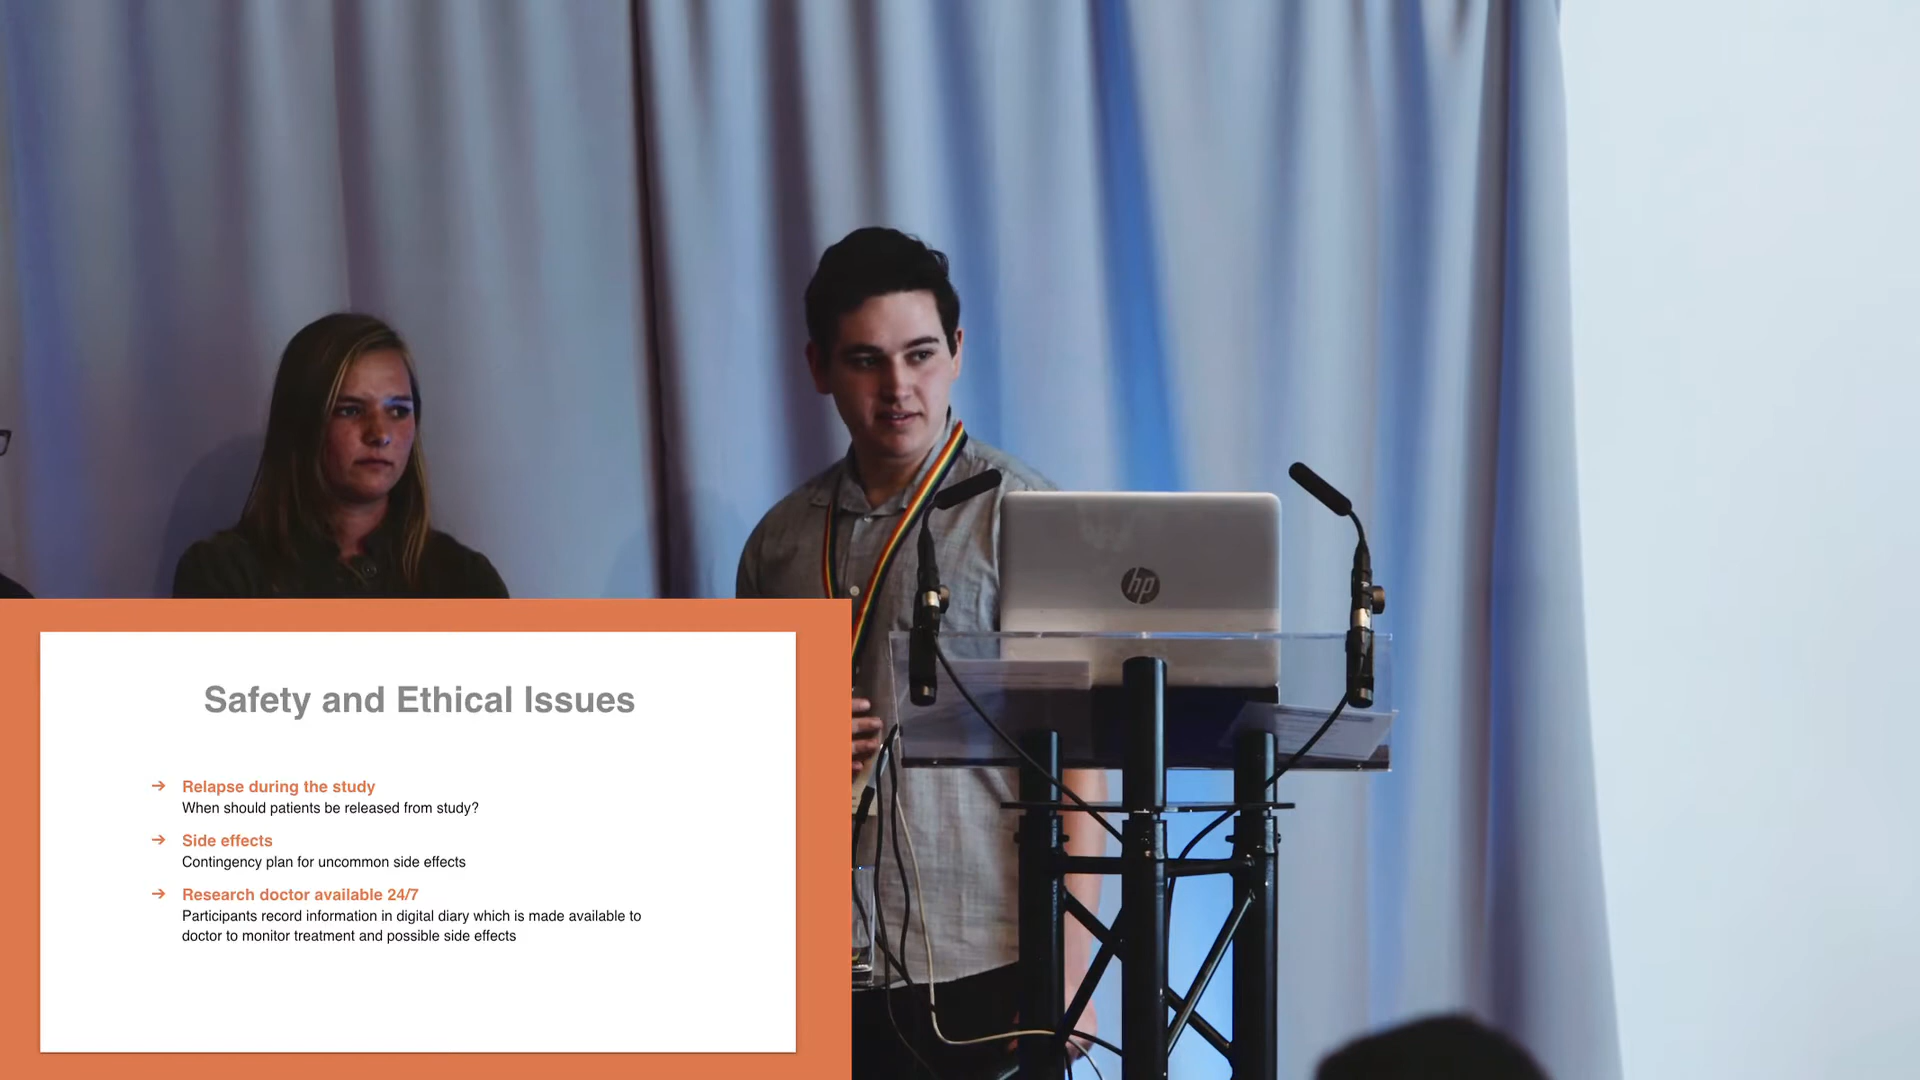 hp
Safety and Ethical Issues
→ Relapse during the study
When should patients be released from study?
→ Side effects
Contingency plan for uncommon side effects
→ Research doctor available 24/7
Participants record information in digital diary which is made available to
doctor to monitor treatment and possible side effects